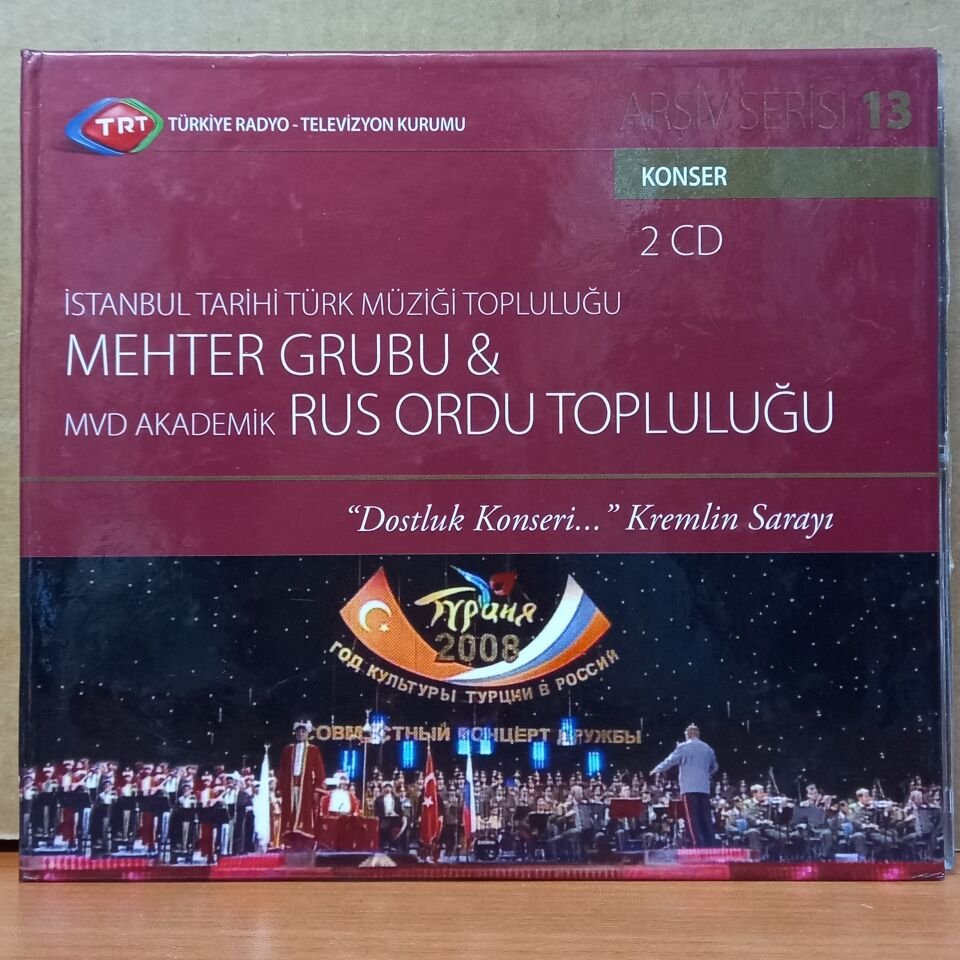 TRT TÜRKİYE RADYO - TELEVİZYON KURUMU
ARŞİV SERİSİ 13
KONSER
2 CD
İSTANBUL TARİHİ TÜRK MÜZİĞİ TOPLULUĞU
MEHTER GRUBU &
MVD AKADEMİK RUS ORDU TOPLULUĞU
“Dostluk Konseri...” Kremlin Sarayı
Турция
2008
ГОД КУЛЬТУРЫ ТУРЦИИ В РОССИЙ
СОВМЕСТНЫЙ КОНЦЕРТ ДРУЖБЫ